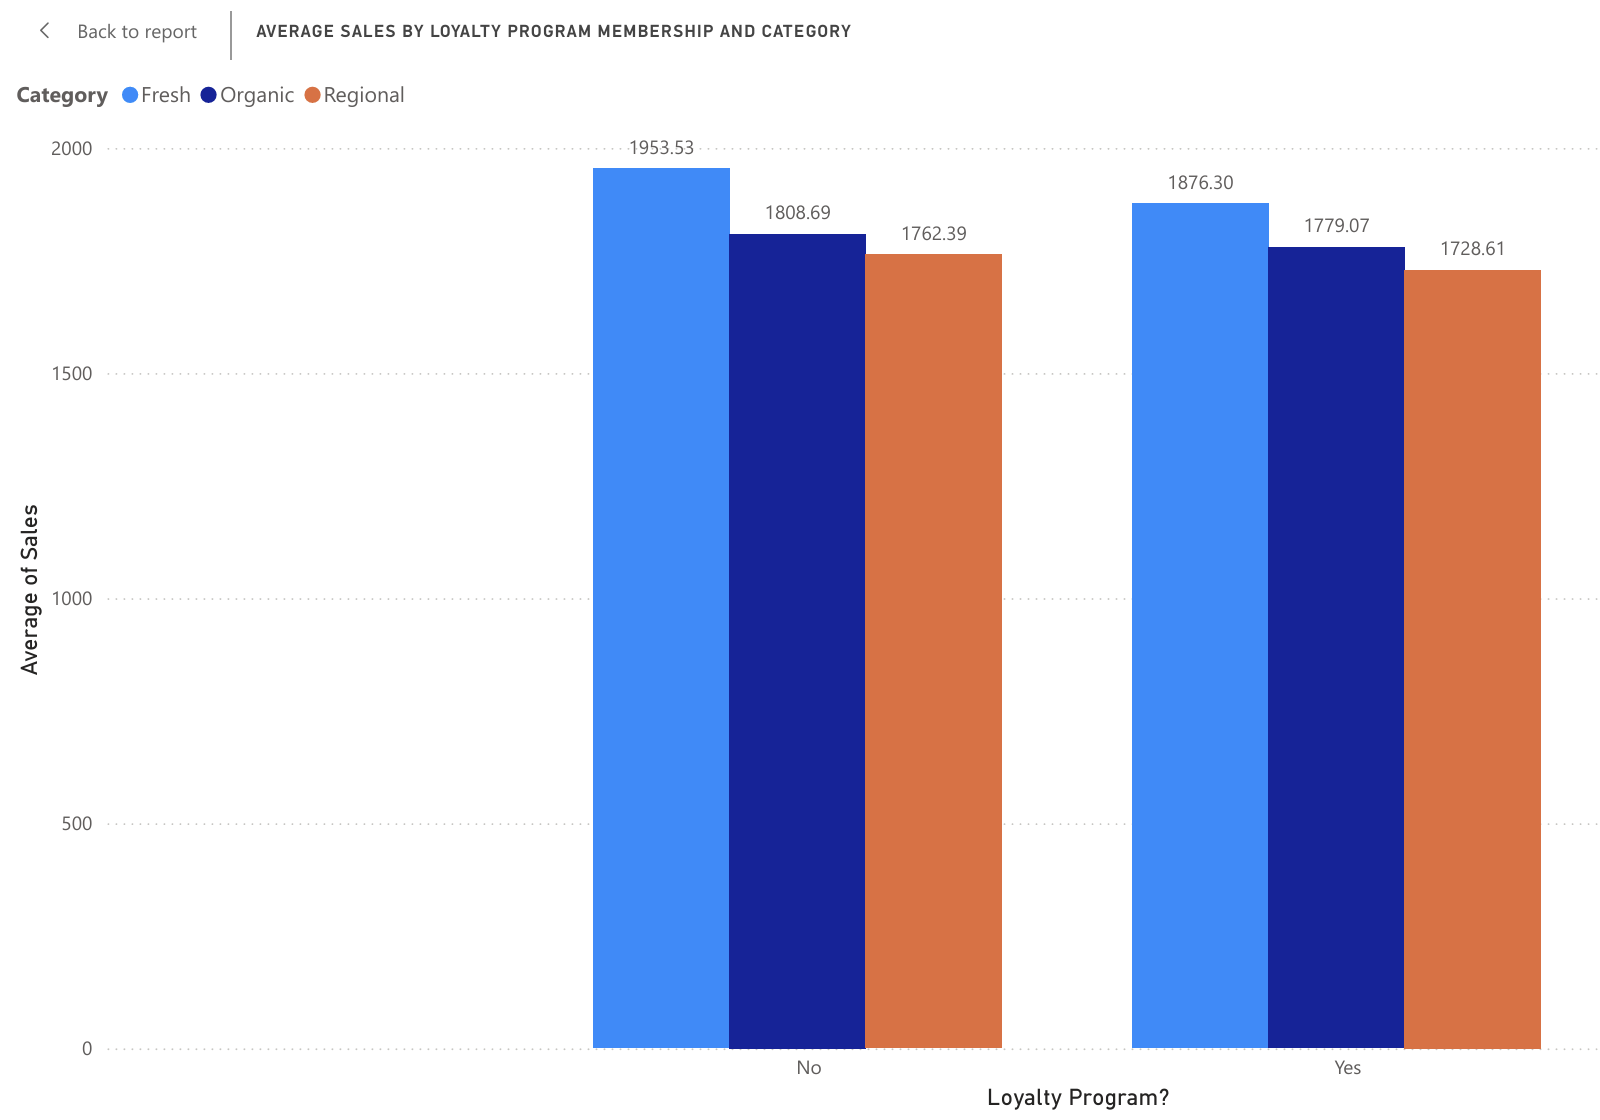 Back to report
AVERAGE SALES BY LOYALTY PROGRAM MEMBERSHIP AND CATEGORY
Category Fresh Organic Regional
2000
1500
1000
500
0
Average of Sales
1953.53
1808.69
1762.39
1876.30
1779.07
1728.61
No
Yes
Loyalty Program?